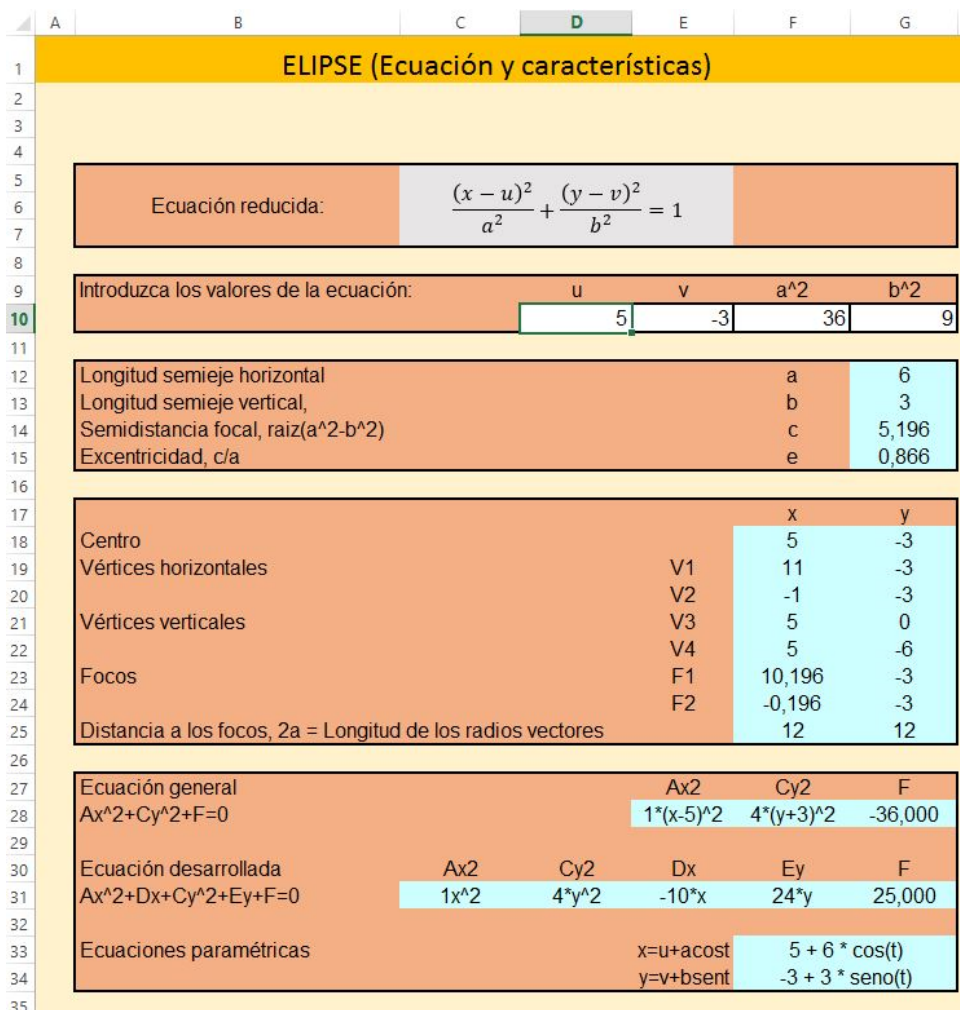 A B C D E F G
1 ELIPSE (Ecuación y características)
2
3
4
5
6 Ecuación reducida: (x − u)²/a² + (y − v)²/b² = 1
7
8
9 Introduzca los valores de la ecuación: u v a^2 b^2
10 5 -3 36 9
11
12 Longitud semieje horizontal a 6
13 Longitud semieje vertical, b 3
14 Semidistancia focal, raiz(a^2-b^2) c 5,196
15 Excentricidad, c/a e 0,866
16
17 x y
18 Centro 5 -3
19 Vértices horizontales V1 11 -3
20 V2 -1 -3
21 Vértices verticales V3 5 0
22 V4 5 -6
23 Focos F1 10,196 -3
24 F2 -0,196 -3
25 Distancia a los focos, 2a = Longitud de los radios vectores 12 12
26
27 Ecuación general Ax2 Cy2 F
28 Ax^2+Cy^2+F=0 1*(x-5)^2 4*(y+3)^2 -36,000
29
30 Ecuación desarrollada Ax2 Cy2 Dx Ey F
31 Ax^2+Dx+Cy^2+Ey+F=0 1x^2 4*y^2 -10*x 24*y 25,000
32
33 Ecuaciones paramétricas x=u+acost 5 + 6 * cos(t)
34 y=v+bsent -3 + 3 * seno(t)
35